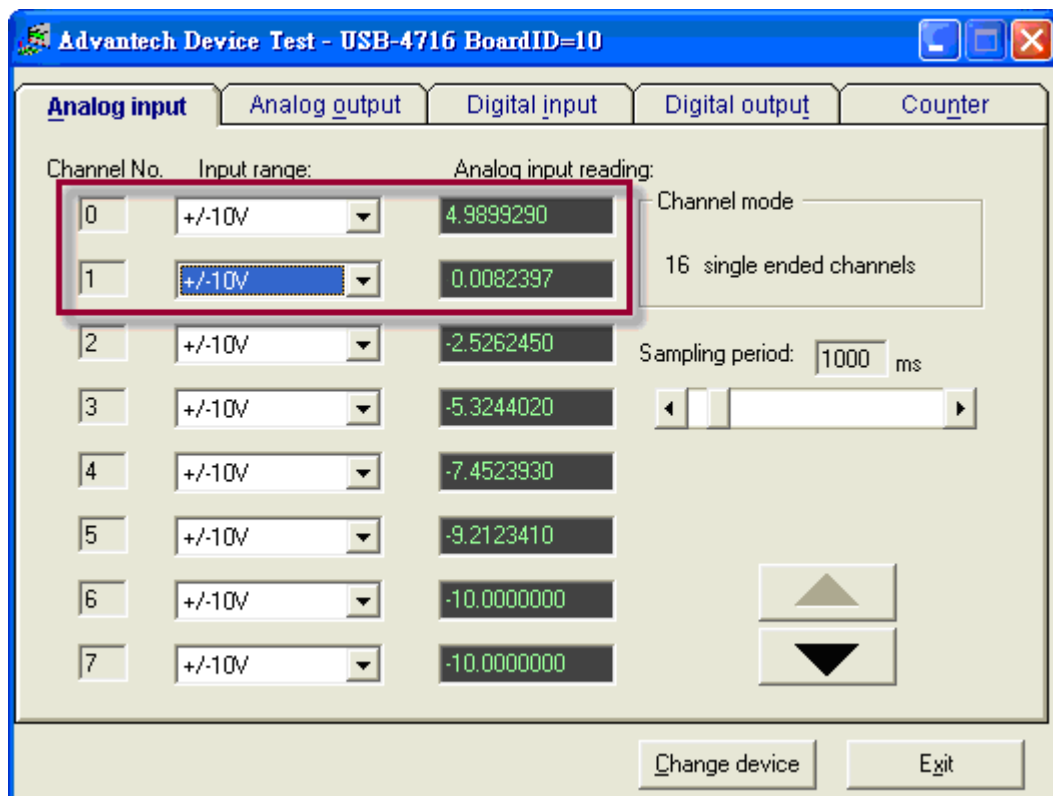 Advantech Device Test - USB-4716 BoardID=10
Analog input Analog output Digital input Digital output Counter
Channel No. Input range: Analog input reading:
0 +/-10V 4.9899290
Channel mode
1 +/-10V 0.0082397
16 single ended channels
2 +/-10V -2.5262450
Sampling period: 1000 ms
3 +/-10V -5.3244020
4 +/-10V -7.4523930
5 +/-10V -9.2123410
6 +/-10V -10.0000000
7 +/-10V -10.0000000
Change device Exit